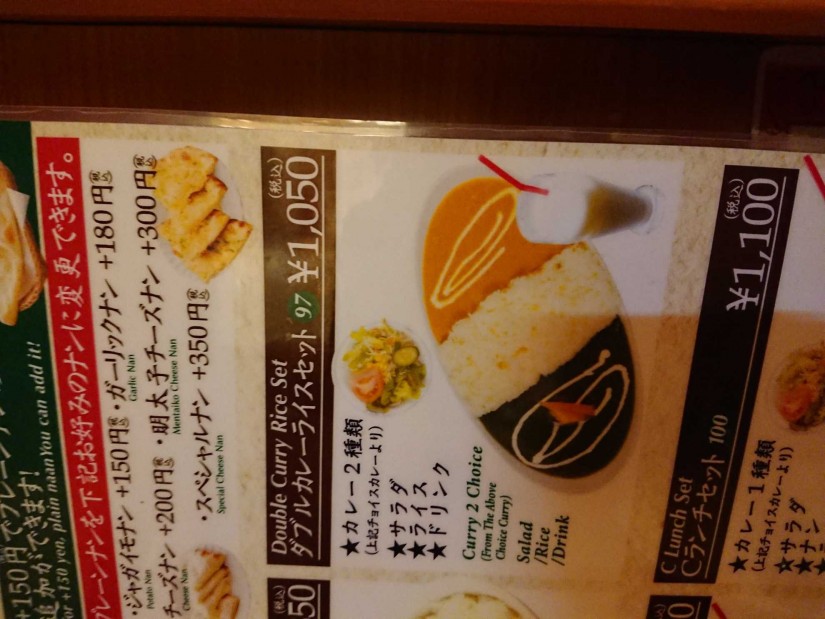 +150円でプレーンナン
追加ができます!
for +150 yen, plain naan You can add it!
プレーンナンを下記お好みのナンに変更できます。
・ジャガイモナン +150円税込
Potato Nan
・ガーリックナン +180円税込
Garlic Nan
チーズナン +200円税込
Cheese Nan
・明太子チーズナン +300円税込
Mentaiko Cheese Nan
・スペシャルナン +350円税込
Special Cheese Nan
Double Curry Rice Set
ダブルカレーライスセット 97
(税込)
¥1,050
★カレー2種類
(上記チョイスカレーより)
★サラダ
★ライス
★ドリンク
Curry 2 Choice
(From The Above
Choice Curry)
Salad
/Rice
/Drink
(税込)
50
C Lunch Set
Cランチセット 100
(税込)
¥1,100
★カレー1種類
(上記チョイスカレーより)
☆サラダ
☆ナン